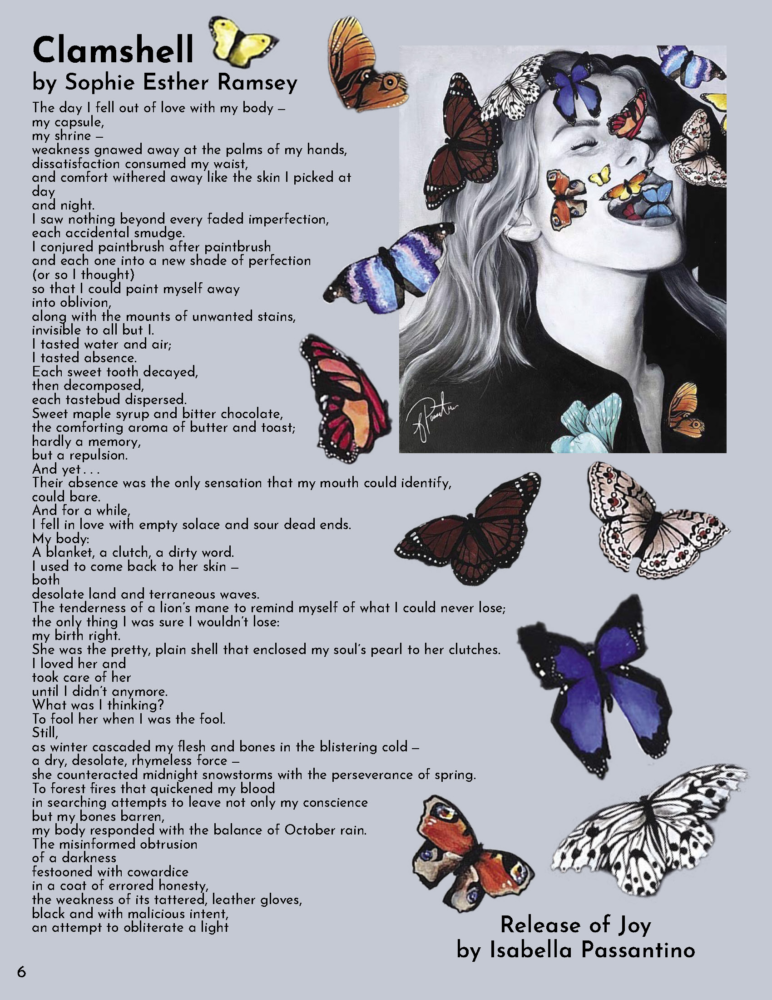 Clamshell
by Sophie Esther Ramsey
The day I fell out of love with my body –
my capsule,
my shrine –
weakness gnawed away at the palms of my hands,
dissatisfaction consumed my waist,
and comfort withered away like the skin I picked at
day
and night.
I saw nothing beyond every faded imperfection,
each accidental smudge.
I conjured paintbrush after paintbrush
and each one into a new shade of perfection
(or so I thought)
so that I could paint myself away
into oblivion,
along with the mounts of unwanted stains,
invisible to all but I.
I tasted water and air;
I tasted absence.
Each sweet tooth decayed,
then decomposed,
each tastebud dispersed.
Sweet maple syrup and bitter chocolate,
the comforting aroma of butter and toast;
hardly a memory,
but a repulsion.
And yet . . .
Their absence was the only sensation that my mouth could identify,
could bare.
And for a while,
I fell in love with empty solace and sour dead ends.
My body:
A blanket, a clutch, a dirty word.
I used to come back to her skin –
both
desolate land and terraneous waves.
The tenderness of a lion's mane to remind myself of what I could never lose;
the only thing I was sure I wouldn't lose:
my birth right.
She was the pretty, plain shell that enclosed my soul's pearl to her clutches.
I loved her and
took care of her
until I didn't anymore.
What was I thinking?
To fool her when I was the fool.
Still,
as winter cascaded my flesh and bones in the blistering cold –
a dry, desolate, rhymeless force –
she counteracted midnight snowstorms with the perseverance of spring.
To forest fires that quickened my blood
in searching attempts to leave not only my conscience
but my bones barren,
my body responded with the balance of October rain.
The misinformed obtrusion
of a darkness
festooned with cowardice
in a coat of errored honesty,
the weakness of its tattered, leather gloves,
black and with malicious intent,
an attempt to obliterate a light
Release of Joy
by Isabella Passantino
6